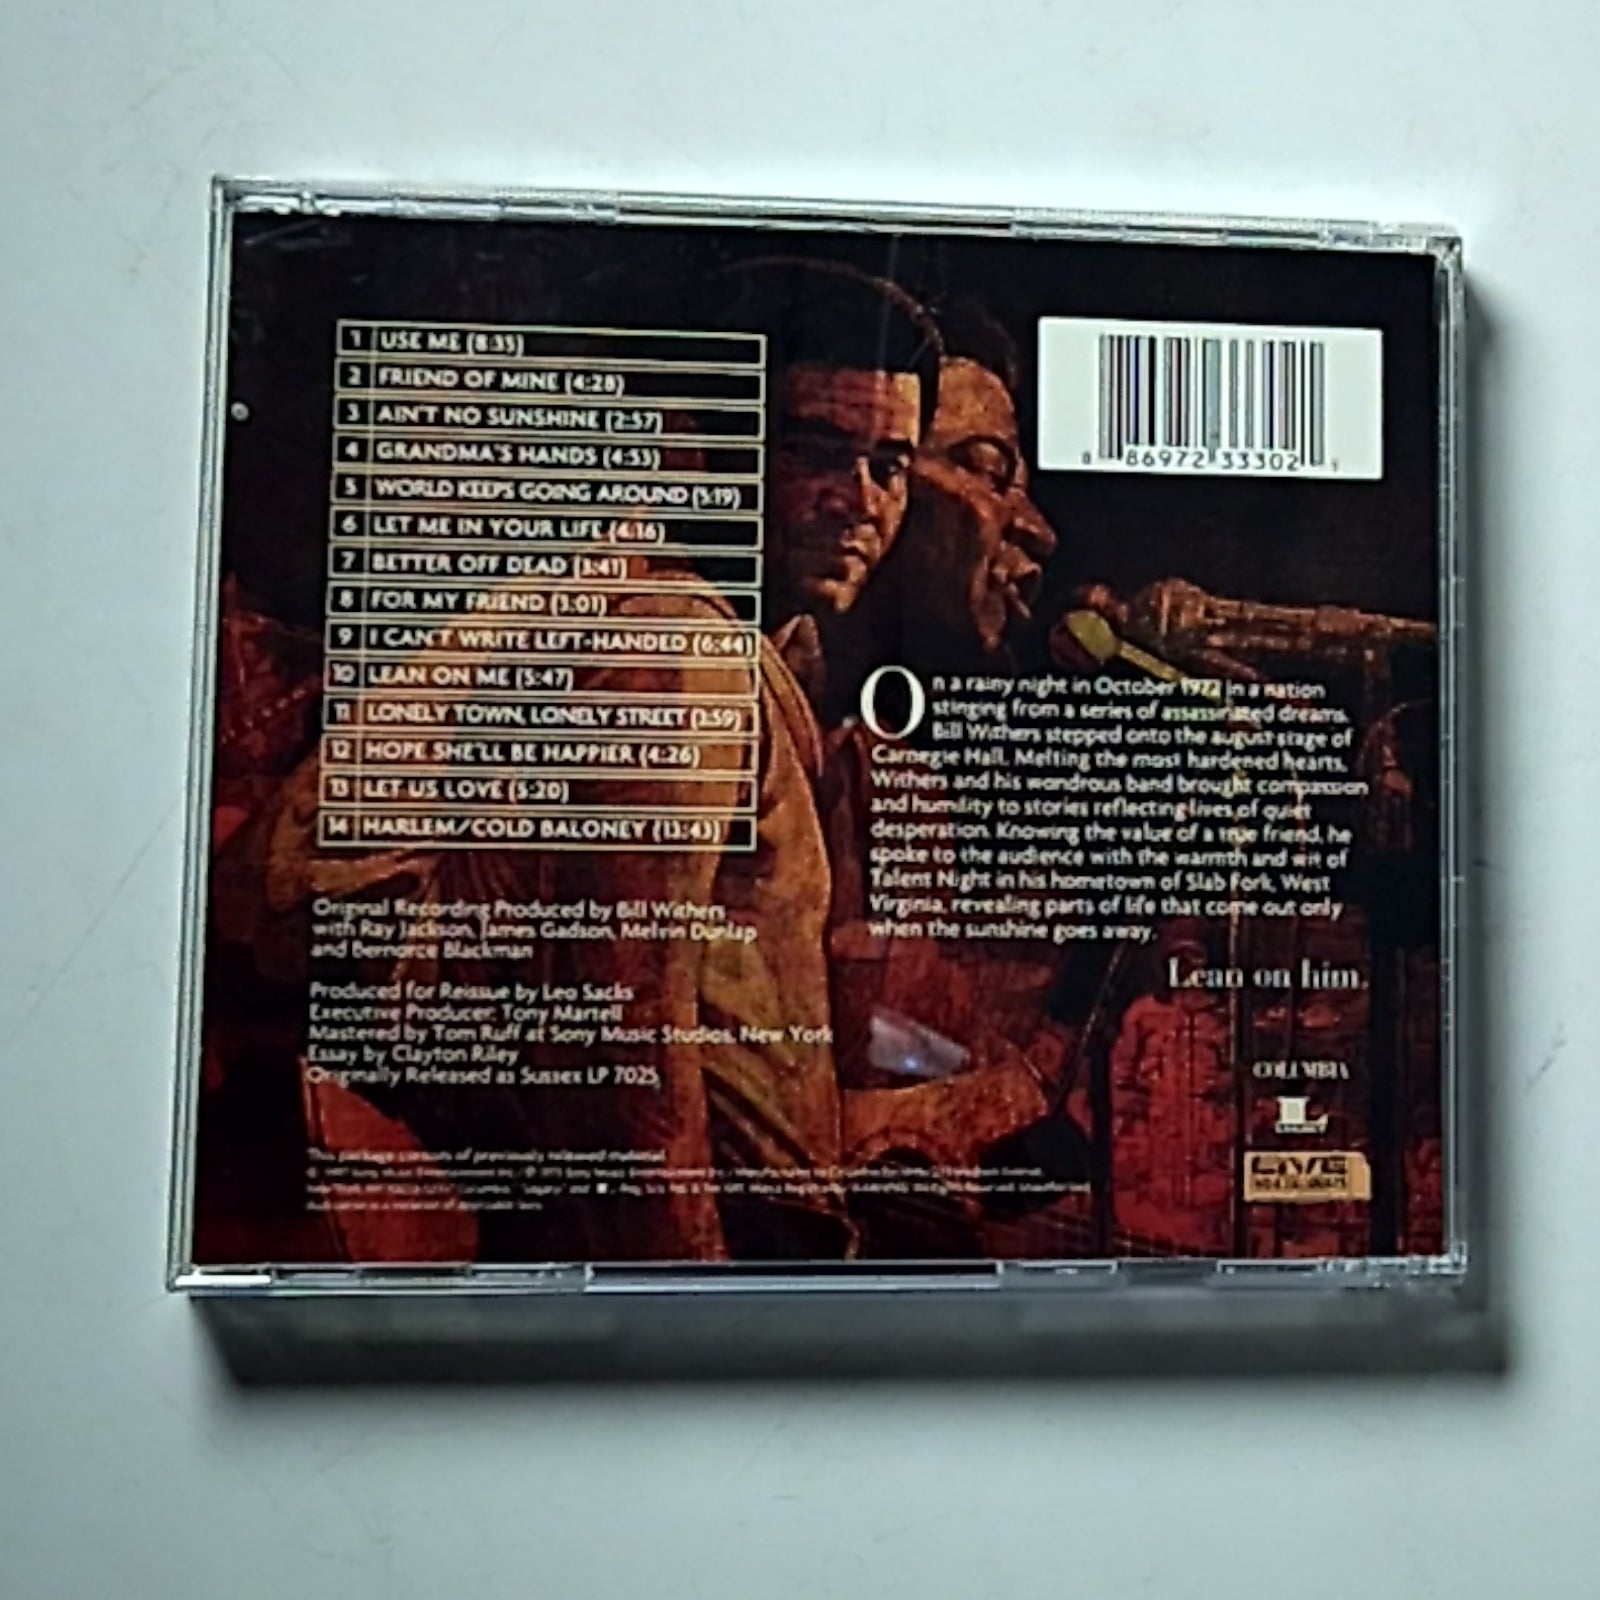 1 USE ME (8:35)
2 FRIEND OF MINE (4:28)
3 AIN'T NO SUNSHINE (2:57)
4 GRANDMA'S HANDS (4:53)
5 WORLD KEEPS GOING AROUND (5:19)
6 LET ME IN YOUR LIFE (4:16)
7 BETTER OFF DEAD (3:41)
8 FOR MY FRIEND (3:01)
9 I CAN'T WRITE LEFT-HANDED (6:44)
10 LEAN ON ME (5:47)
11 LONELY TOWN, LONELY STREET (3:59)
12 HOPE SHE'LL BE HAPPIER (4:26)
13 LET US LOVE (5:20)
14 HARLEM/COLD BALONEY (13:43)
Original Recording Produced by Bill Withers
with Ray Jackson, James Gadson, Melvin Dunlap
and Bernorce Blackman
Produced for Reissue by Leo Sacks
Executive Producer: Tony Martell
Mastered by Tom Ruff at Sony Music Studios, New York
Essay by Clayton Riley
Originally Released as Sussex LP 7025
This package consists of previously released material.
8 86972 33302 1
On a rainy night in October 1972 in a nation
stinging from a series of assassinated dreams,
Bill Withers stepped onto the august stage of
Carnegie Hall. Melting the most hardened hearts,
Withers and his wondrous band brought compassion
and humility to stories reflecting lives of quiet
desperation. Knowing the value of a true friend, he
spoke to the audience with the warmth and wit of
Talent Night in his hometown of Slab Fork, West
Virginia, revealing parts of life that come out only
when the sunshine goes away.
Lean on him.
COLUMBIA
L
LEGACY
LIVE